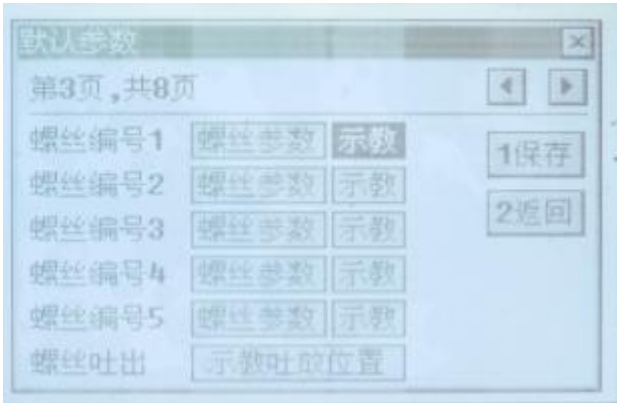 默认参数
第3页,共8页
螺丝编号1 螺丝参数 示教 1保存
螺丝编号2 螺丝参数 示教
螺丝编号3 螺丝参数 示教 2返回
螺丝编号4 螺丝参数 示教
螺丝编号5 螺丝参数 示教
螺丝吐出 示教吐放位置